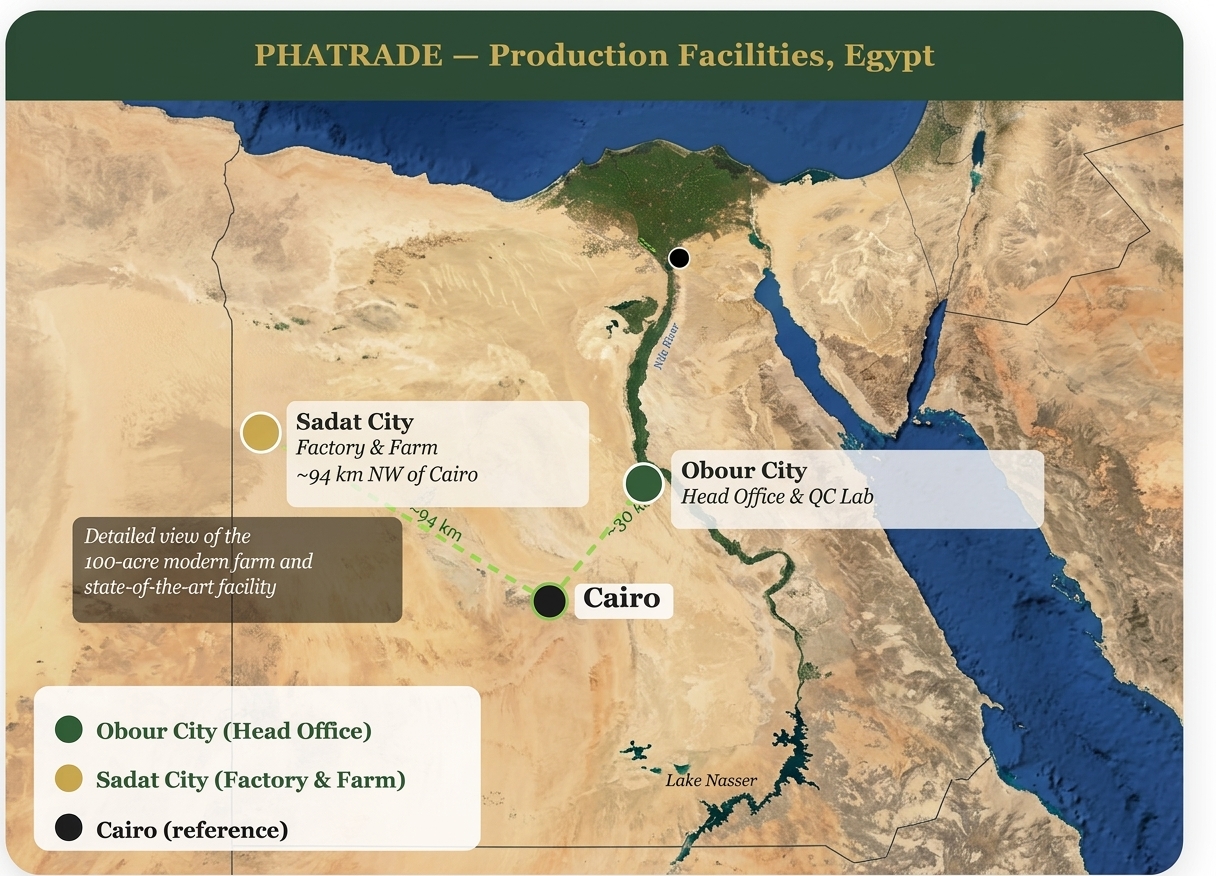 PHATRADE — Production Facilities, Egypt
Nile River
Sadat City
Factory & Farm
~94 km NW of Cairo
Obour City
Head Office & QC Lab
~94 km
~30
Detailed view of the
100-acre modern farm and
state-of-the-art facility
Cairo
Obour City (Head Office)
Sadat City (Factory & Farm)
Cairo (reference)
Lake Nasser